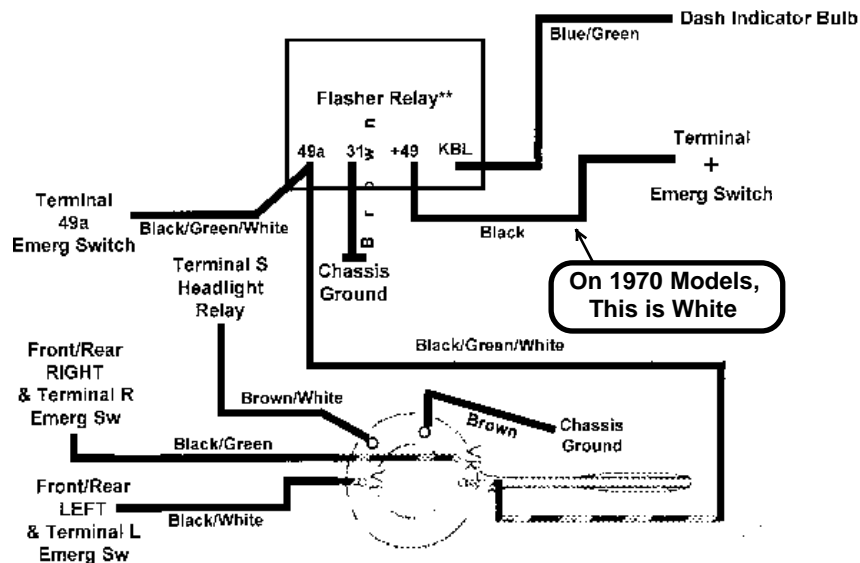 Dash Indicator Bulb
Blue/Green
Flasher Relay**
49a 31 +49 KBL
Brown
Terminal
+
Emerg Switch
Terminal
49a
Emerg Switch
Black/Green/White
Black
Chassis
Ground
On 1970 Models,
This is White
Terminal S
Headlight
Relay
Black/Green/White
Front/Rear
RIGHT
& Terminal R
Emerg Sw
Brown/White
Brown
Chassis
Ground
Black/Green
Front/Rear
LEFT
& Terminal L
Emerg Sw
Black/White